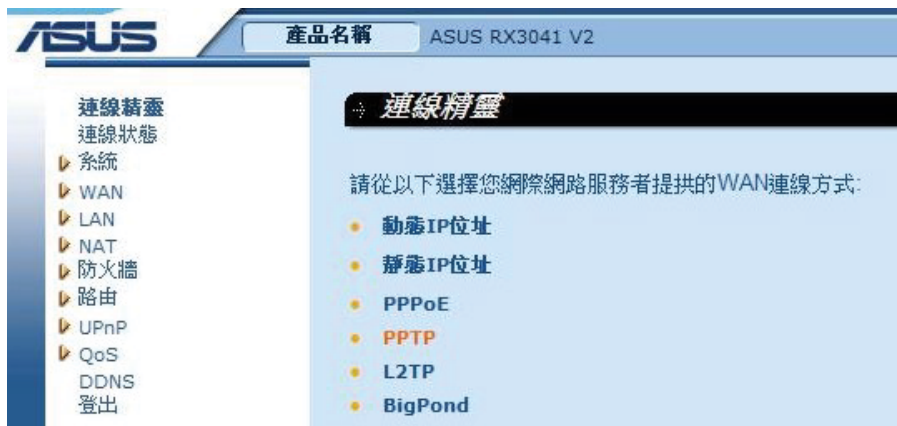 ASUS
產品名稱 ASUS RX3041 V2
連線精靈
連線狀態
系統
WAN
LAN
NAT
防火牆
路由
UPnP
QoS
DDNS
登出
連線精靈
請從以下選擇您網際網路服務者提拱的WAN連線方式:
動態IP位址
靜態IP位址
PPPoE
PPTP
L2TP
BigPond